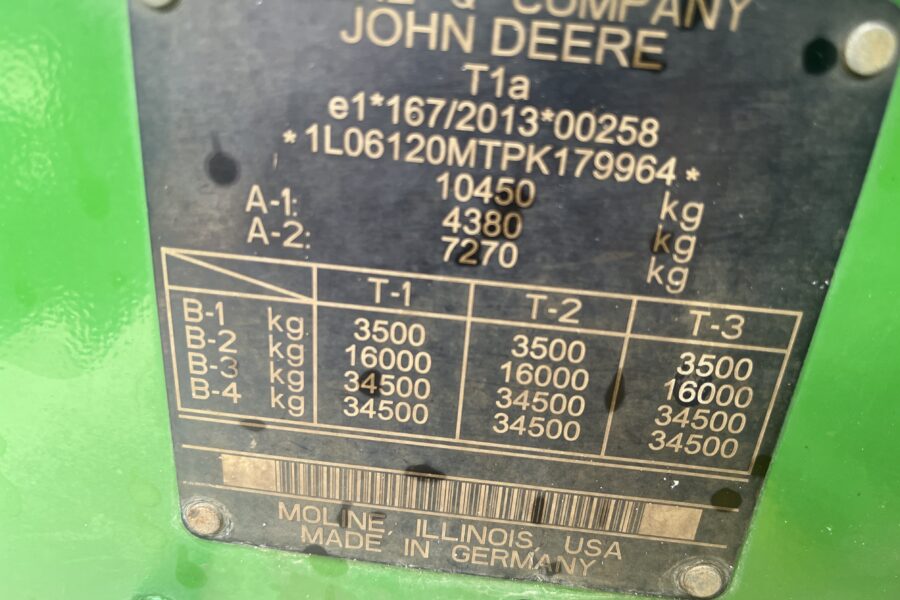 & COMPANY
JOHN DEERE
T1a
e1*167/2013*00258
*1L06120MTPK179964*
10450 kg
A-1: 4380 kg
A-2: 7270 kg
T-1 T-2 T-3
B-1 kg 3500 3500 3500
B-2 kg 16000 16000 16000
B-3 kg 34500 34500 34500
B-4 kg 34500 34500 34500
MOLINE, ILLINOIS, USA
MADE IN GERMANY